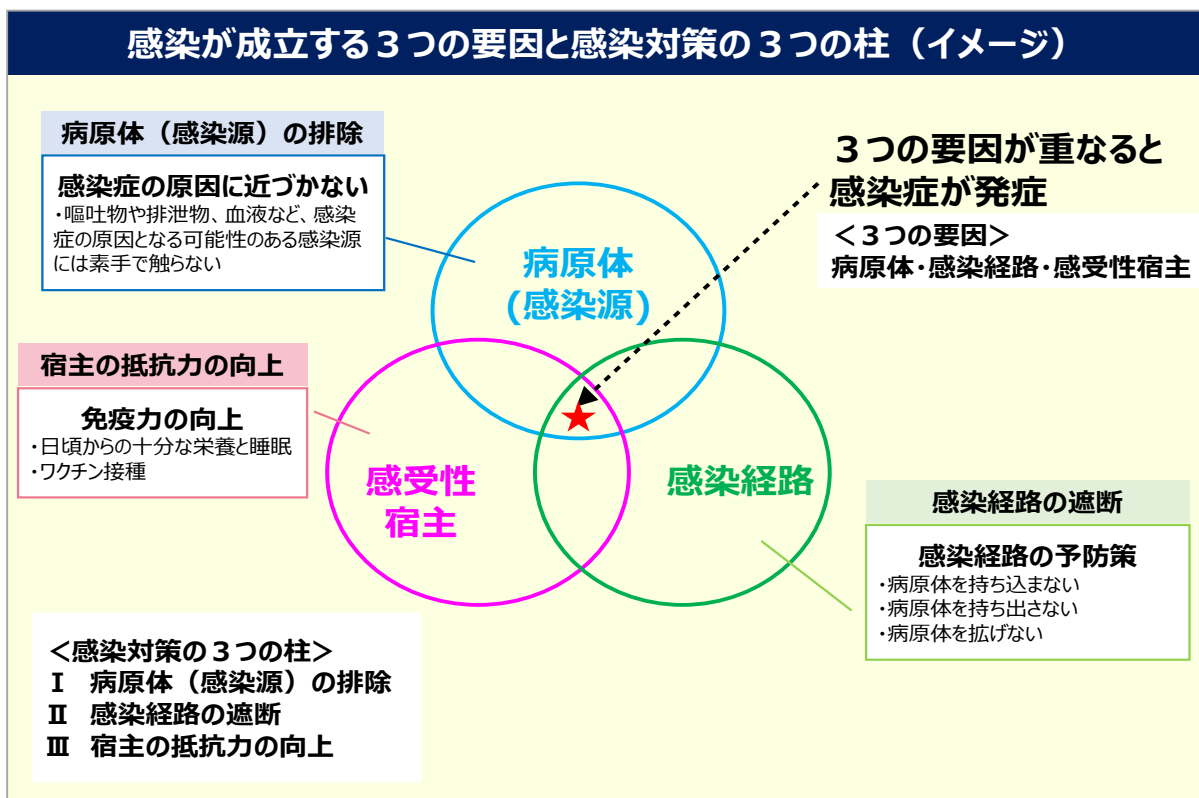 感染が成立する３つの要因と感染対策の３つの柱（イメージ）
病原体（感染源）の排除
感染症の原因に近づかない
・嘔吐物や排泄物、血液など、感染
症の原因となる可能性のある感染源
には素手で触らない
３つの要因が重なると
感染症が発症
＜３つの要因＞
病原体・感染経路・感受性宿主
病原体
(感染源)
宿主の抵抗力の向上
免疫力の向上
・日頃からの十分な栄養と睡眠
・ワクチン接種
感受性
宿主
感染経路
感染経路の遮断
感染経路の予防策
・病原体を持ち込まない
・病原体を持ち出さない
・病原体を拡げない
＜感染対策の３つの柱＞
Ⅰ　病原体（感染源）の排除
Ⅱ　感染経路の遮断
Ⅲ　宿主の抵抗力の向上